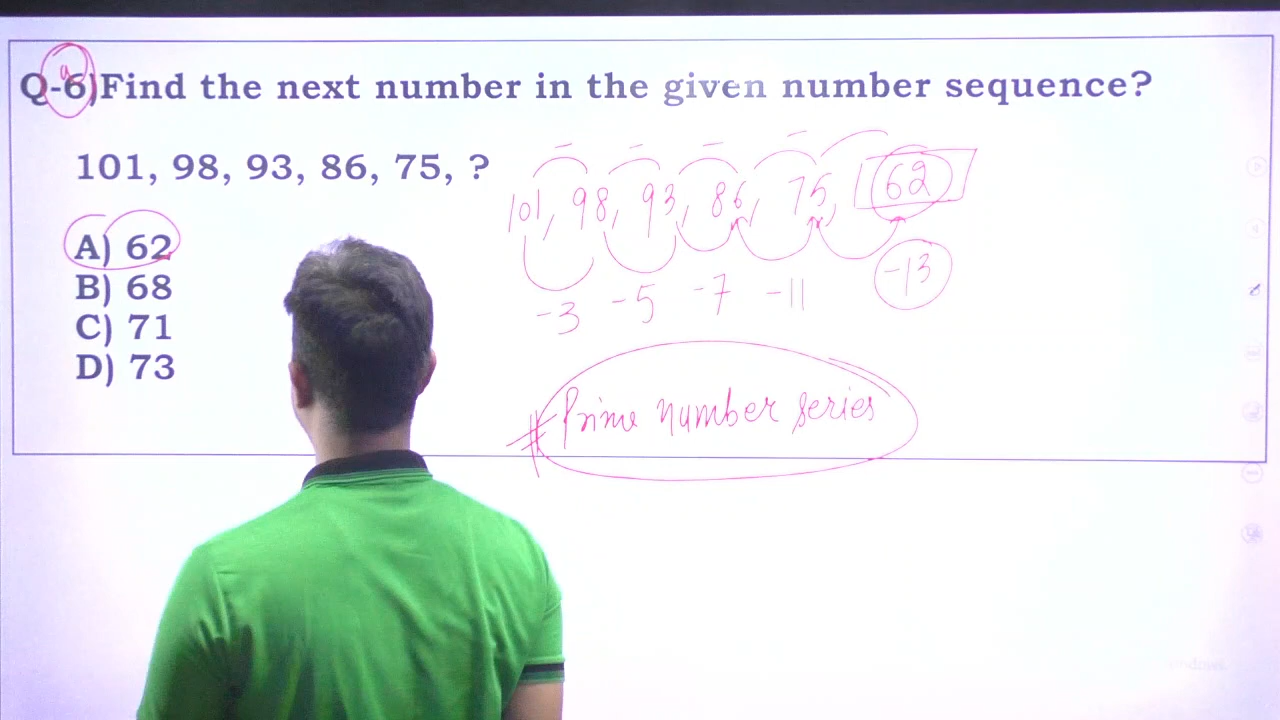 Q-6)Find the next number in the given number sequence?
101, 98, 93, 86, 75, ?
101, 98, 93, 86, 75, 62
A) 62
B) 68
C) 71
D) 73
-3 -5 -7 -11 -13
# Prime number series